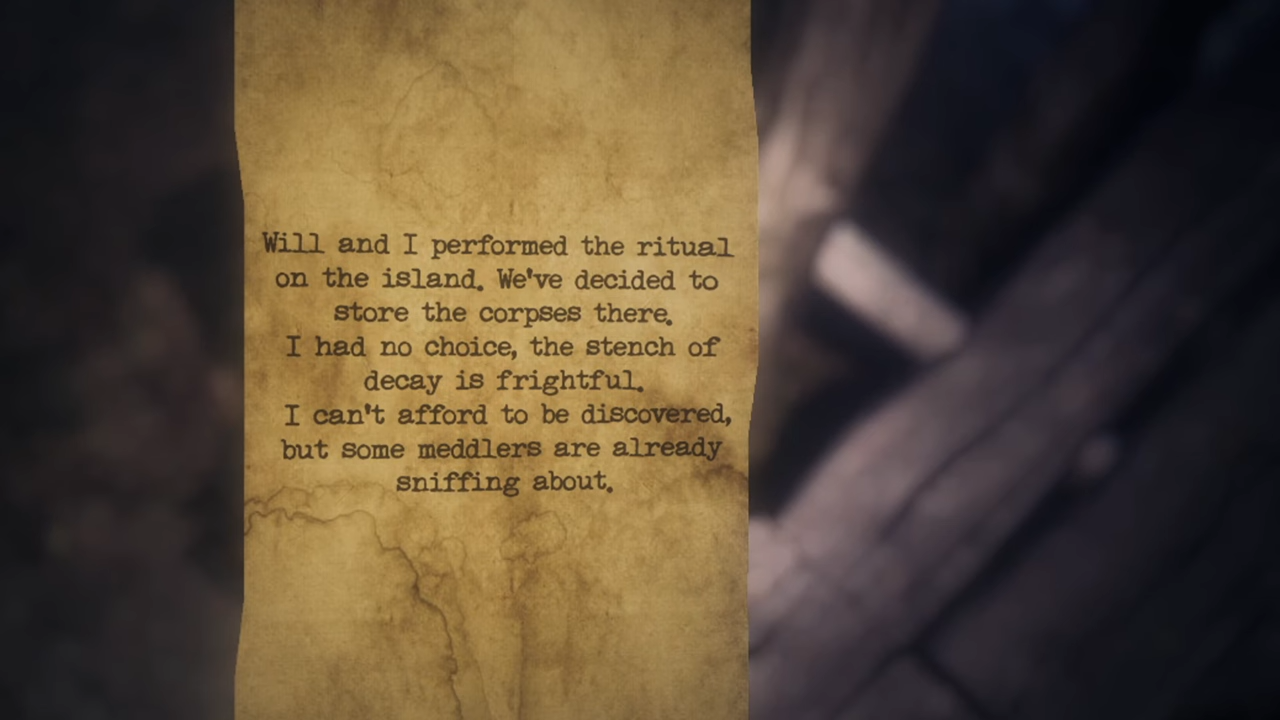 Will and I performed the ritual
on the island. We've decided to
store the corpses there.
I had no choice, the stench of
decay is frightful.
I can't afford to be discovered,
but some meddlers are already
sniffing about.